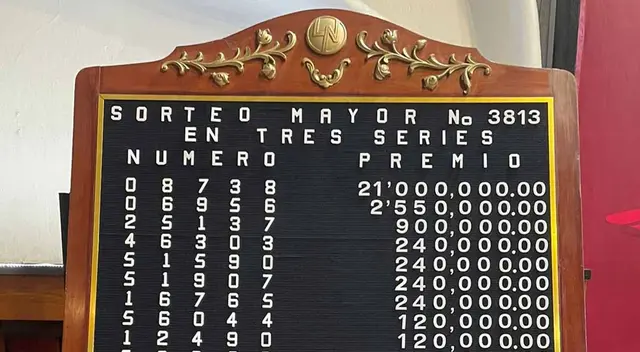 LN
SORTEO MAYOR No 3813
EN TRES SERIES
NUMERO PREMIO
08738 21'000,000.00
06956 2'550,000.00
25137 900,000.00
46303 240,000.00
51590 240,000.00
51907 240,000.00
16765 240,000.00
56044 120,000.00
12490 120,000.00